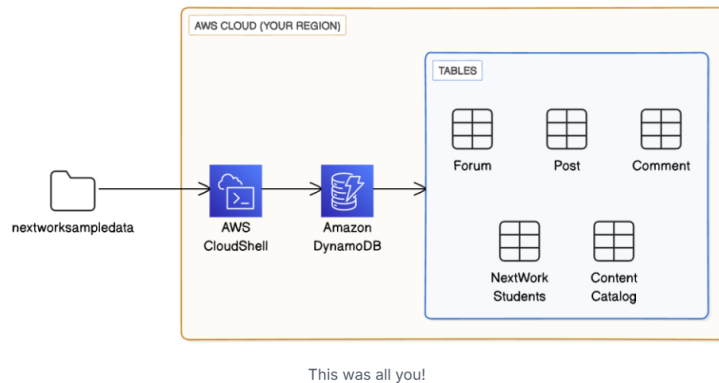 AWS CLOUD (YOUR REGION)
TABLES
Forum
Post
Comment
nextworksampledata
AWS
CloudShell
Amazon
DynamoDB
NextWork
Students
Content
Catalog
This was all you!